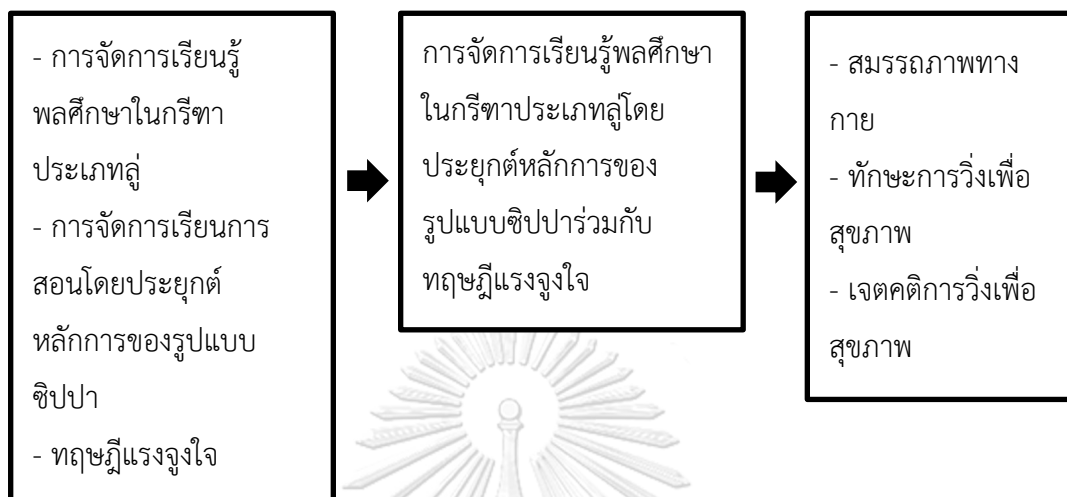 - การจัดการเรียนรู้
พลศึกษาในกรีฑา
ประเภทลู่
- การจัดการเรียนการ
สอนโดยประยุกต์
หลักการของรูปแบบ
ซิปปา
- ทฤษฎีแรงจูงใจ
การจัดการเรียนรู้พลศึกษา
ในกรีฑาประเภทลู่โดย
ประยุกต์หลักการของ
รูปแบบซิปปาร่วมกับ
ทฤษฎีแรงจูงใจ
- สมรรถภาพทาง
กาย
- ทักษะการวิ่งเพื่อ
สุขภาพ
- เจตคติการวิ่งเพื่อ
สุขภาพ